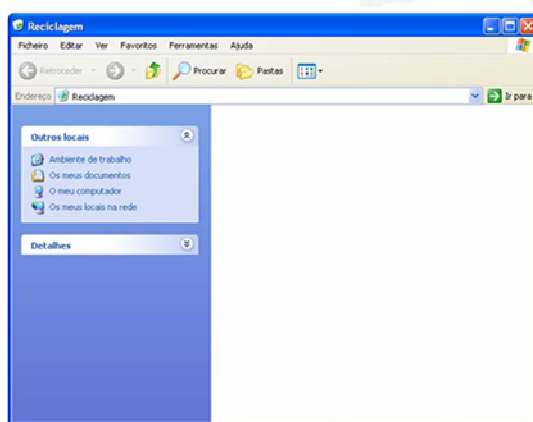 Reciclagem
Ficheiro Editar Ver Favoritos Ferramentas Ajuda
Retroceder Procurar Pastas
Endereço Reciclagem Ir para
Outros locais
Ambiente de trabalho
Os meus documentos
O meu computador
Os meus locais na rede
Detalhes